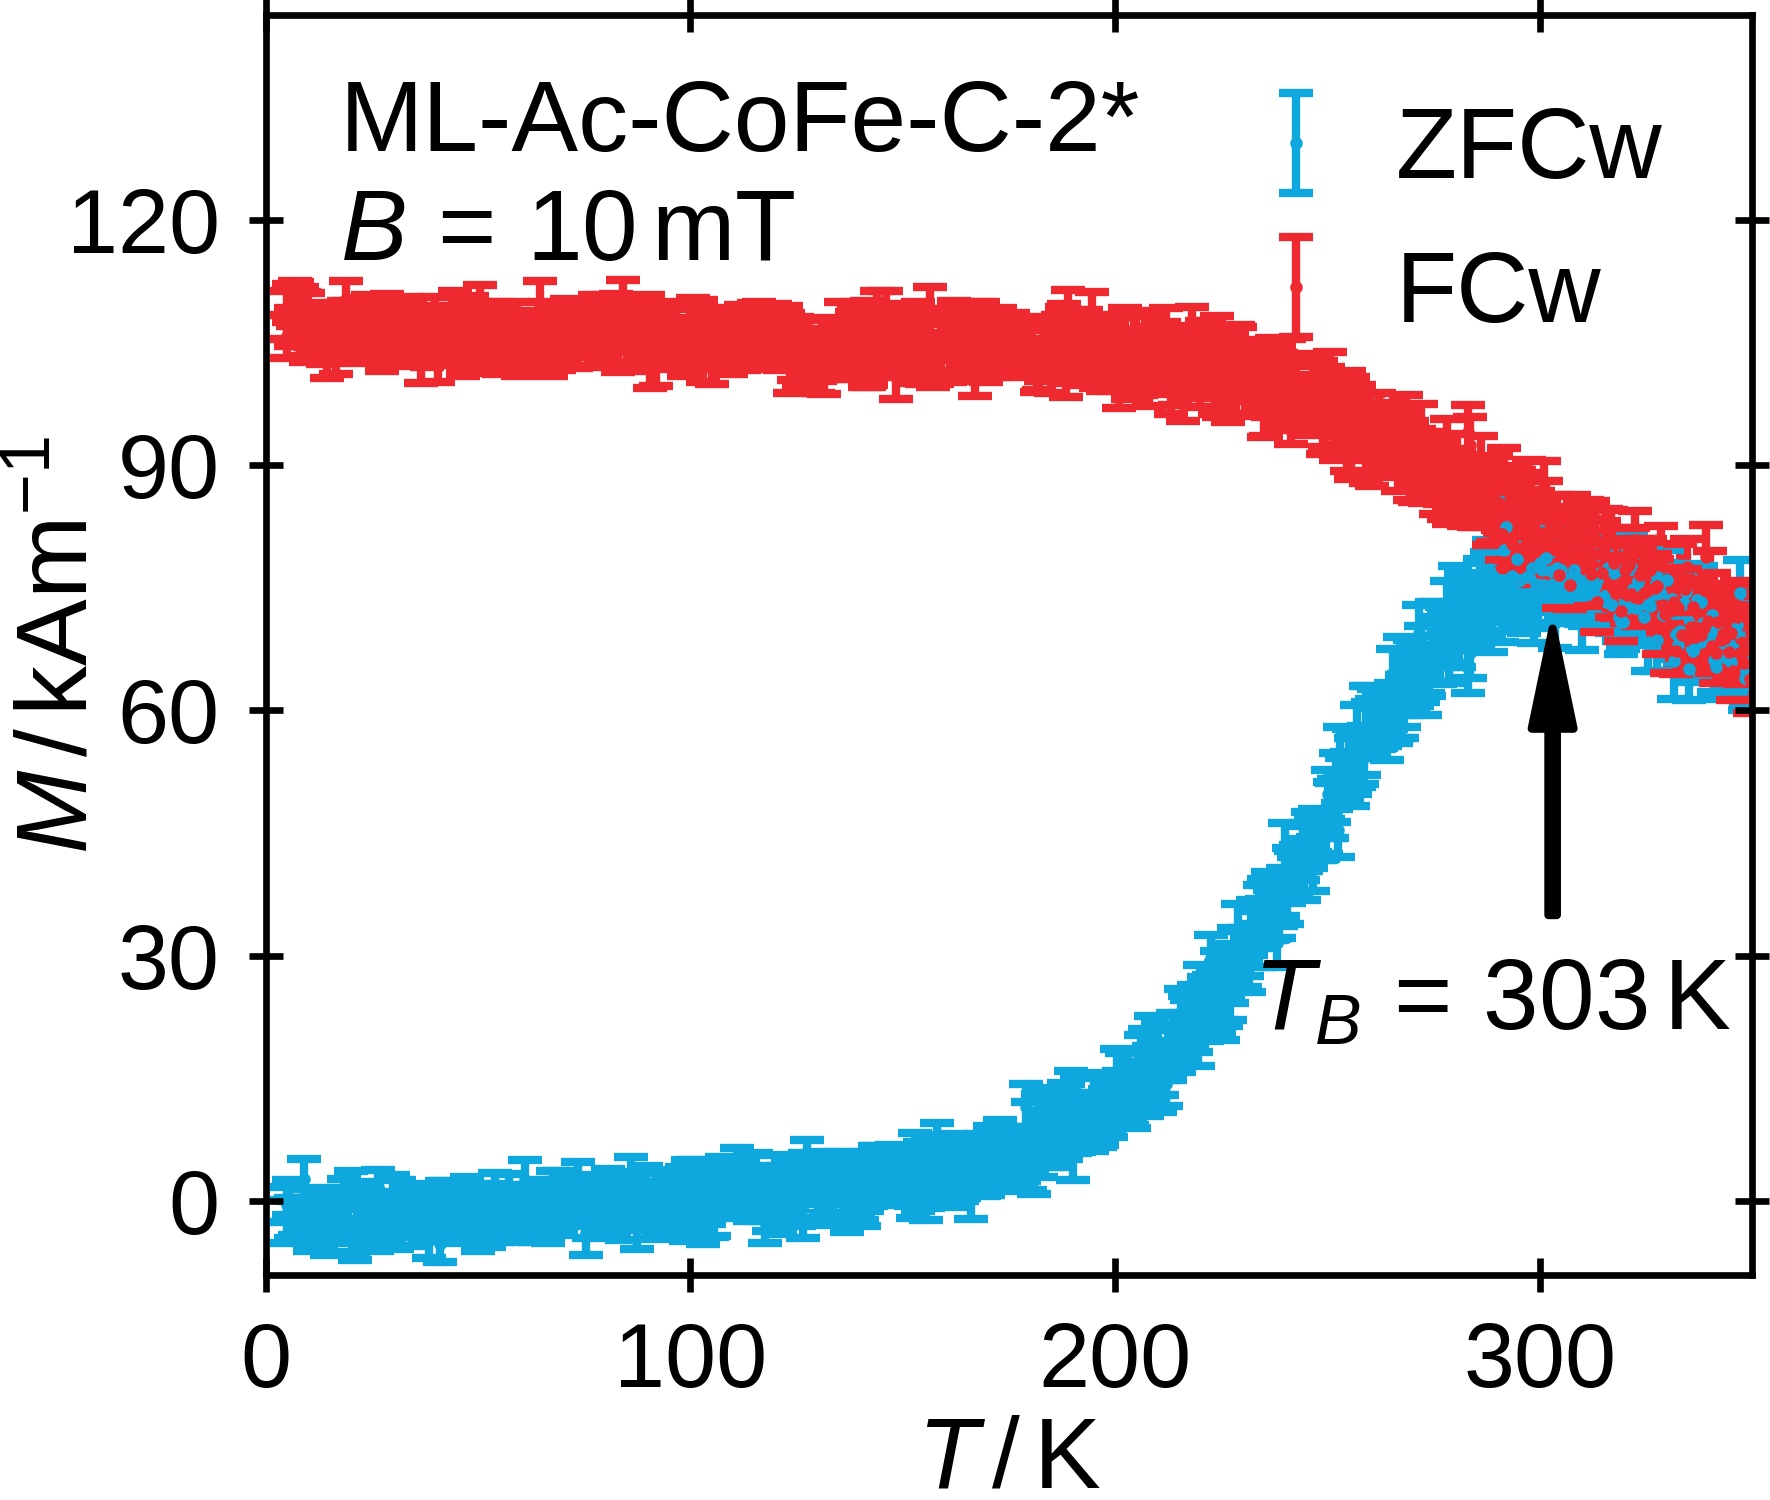 ML-Ac-CoFe-C-2*
B = 10 mT
ZFCw
FCw
120
90
60
30
0
M / kAm⁻¹
T_B = 303 K
0 100 200 300
T / K